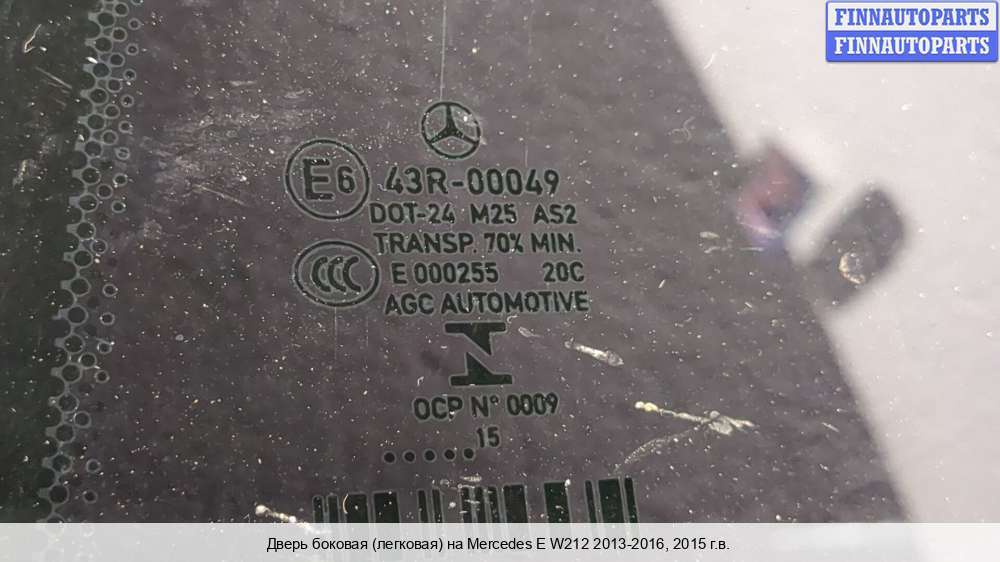 FINNAUTOPARTS
FINNAUTOPARTS
E6 43R-00049
DOT-24 M25 AS2
TRANSP. 70% MIN.
CCC E 000255 20C
AGC AUTOMOTIVE
OCP N° 0009
.....15
Дверь боковая (легковая) на Mercedes E W212 2013-2016, 2015 г.в.